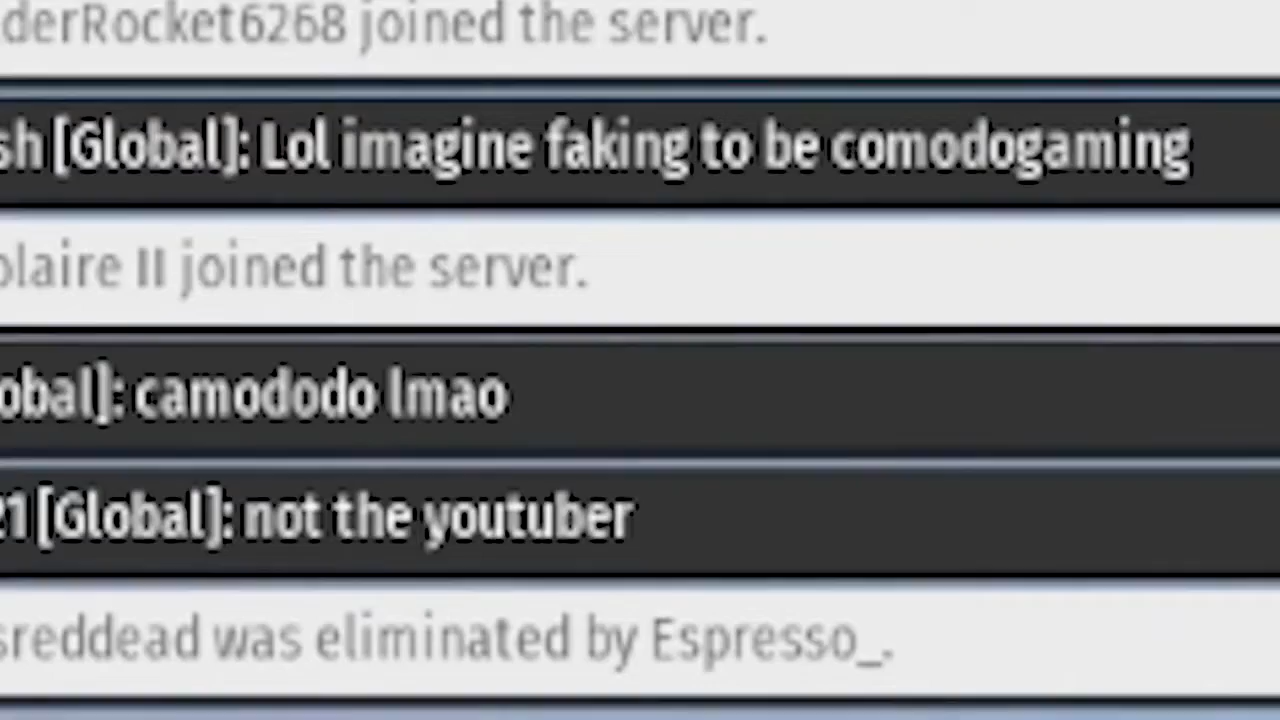 derRocket6268 joined the server.
sh [Global]: Lol imagine faking to be comodogaming
olaire II joined the server.
obal]: camododo lmao
21 [Global]: not the youtuber
sreddead was eliminated by Espresso_.